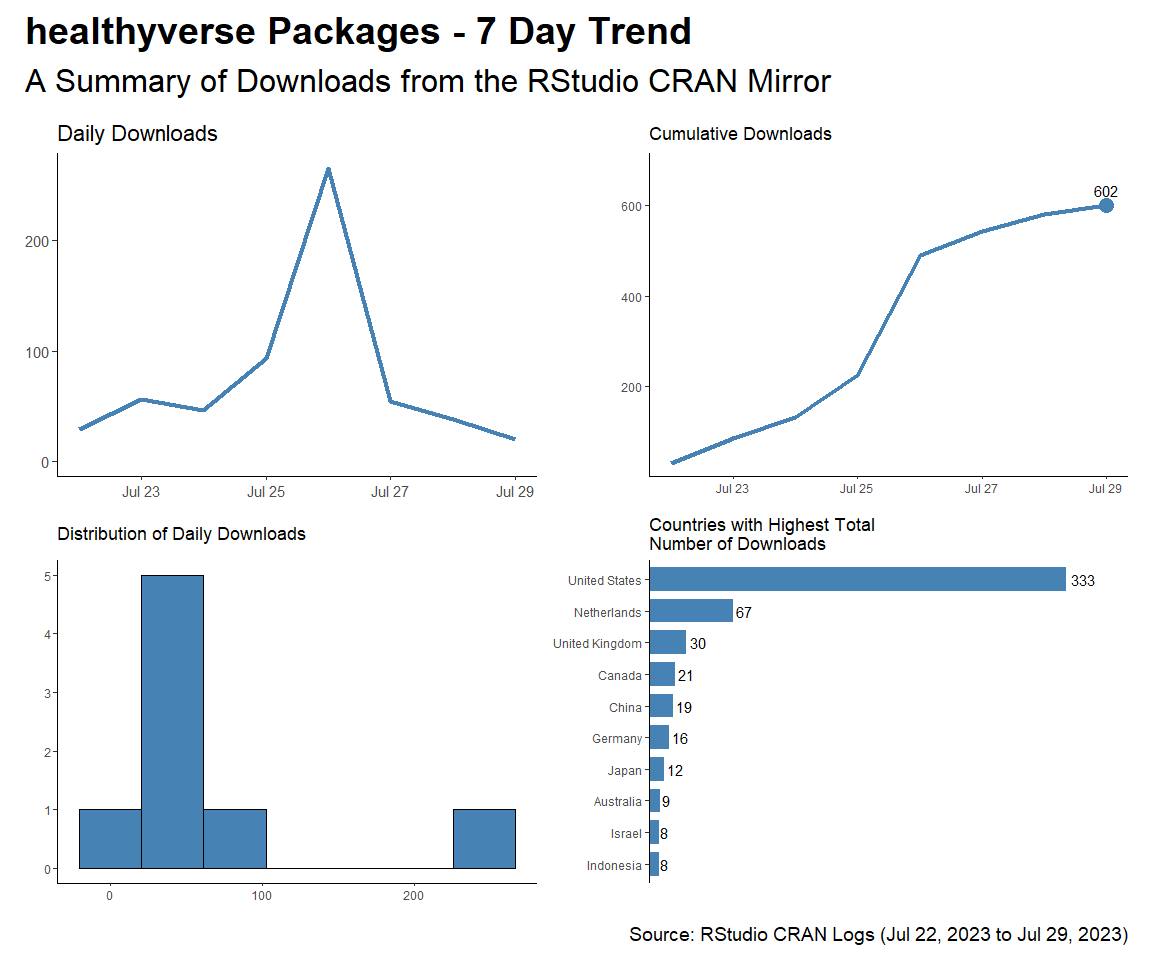 healthyverse Packages - 7 Day Trend
A Summary of Downloads from the RStudio CRAN Mirror
Daily Downloads
200
100
0
Jul 23 Jul 25 Jul 27 Jul 29
Cumulative Downloads
602
600
400
200
Jul 23 Jul 25 Jul 27 Jul 29
Distribution of Daily Downloads
5
4
3
2
1
0
0 100 200
Countries with Highest Total
Number of Downloads
United States 333
Netherlands 67
United Kingdom 30
Canada 21
China 19
Germany 16
Japan 12
Australia 9
Israel 8
Indonesia 8
Source: RStudio CRAN Logs (Jul 22, 2023 to Jul 29, 2023)